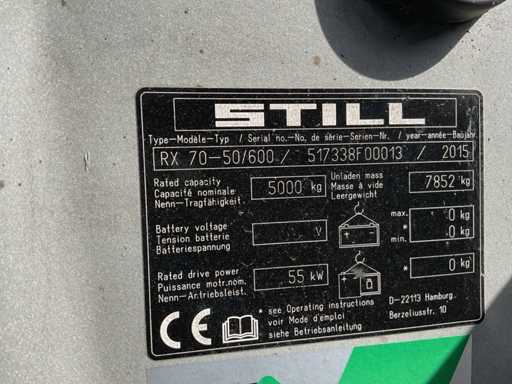 STILL
Type-Modèle-Typ / Serial no.-No. de série-Serien-Nr. / year-année-Baujahr
RX 70-50/600 / 517338F00013 / 2015
Rated capacity
Capacité nominale
Nenn-Tragfähigkeit
5000 kg
Unladen mass
Masse à vide
Leergewicht
7852 kg
Battery voltage
Tension batterie
Batteriespannung
V
max. * 0 kg
min. * 0 kg
Rated drive power
Puissance motr.nom.
Nenn-Antriebsleist.
55 kW
* 0 kg
* see Operating instructions
voir Mode d'emploi
siehe Betriebsanleitung
D-22113 Hamburg
Berzeliusstr. 10
CE